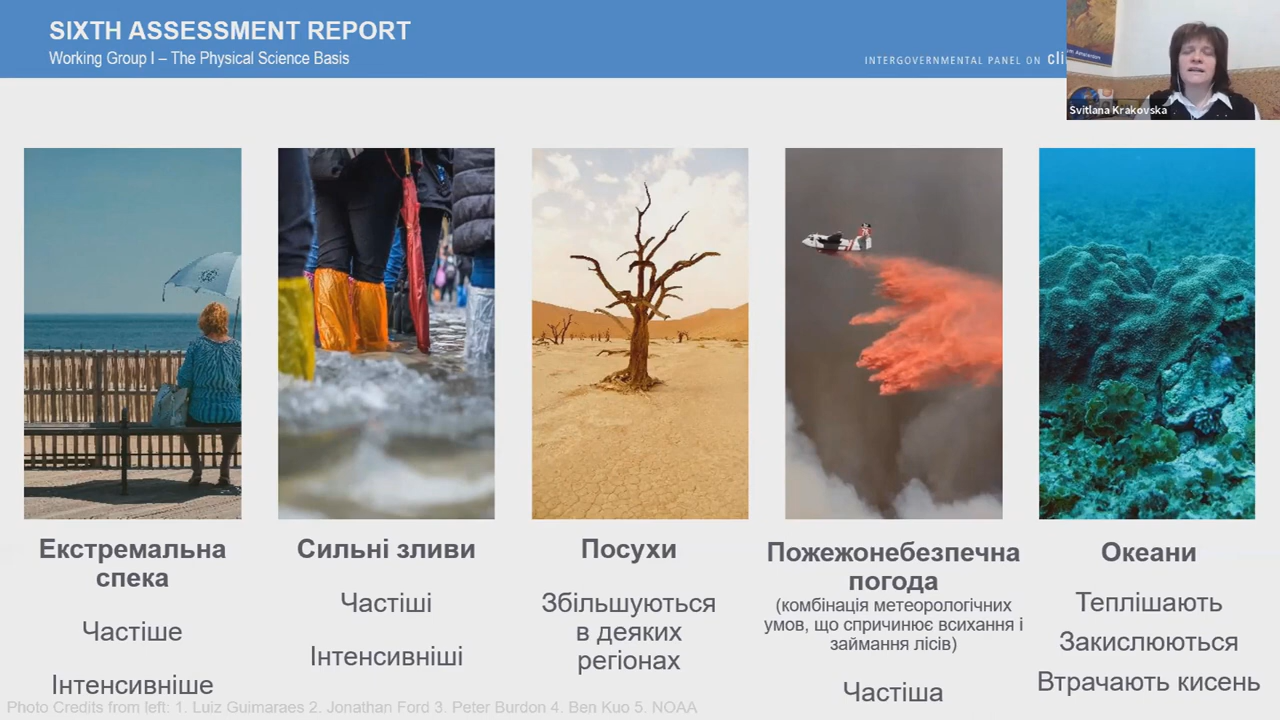 SIXTH ASSESSMENT REPORT
Working Group I – The Physical Science Basis
INTERGOVERNMENTAL PANEL ON cli
Svitlana Krakovska
Екстремальна
спека
Частіше
Інтенсивніше
Сильні зливи
Частіші
Інтенсивніші
Посухи
Збільшуються
в деяких
регіонах
Пожежонебезпечна
погода
(комбінація метеорологічних
умов, що спричинює всихання і
займання лісів)
Частіша
Океани
Теплішають
Закислюються
Втрачають кисень
Photo Credits from left: 1. Luiz Guimaraes 2. Jonathan Ford 3. Peter Burdon 4. Ben Kuo 5. NOAA